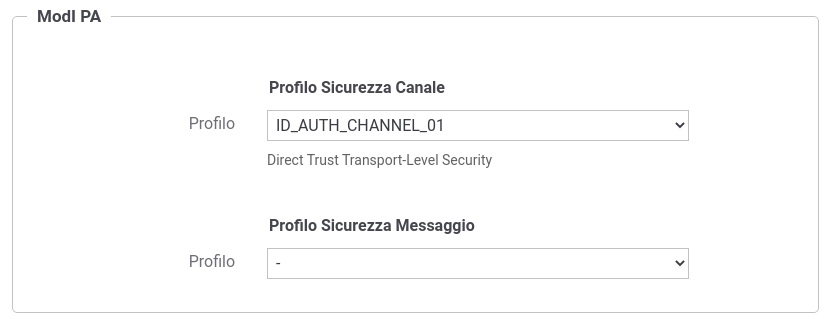 ModI PA
Profilo Sicurezza Canale
Profilo
ID_AUTH_CHANNEL_01
Direct Trust Transport-Level Security
Profilo Sicurezza Messaggio
Profilo
-